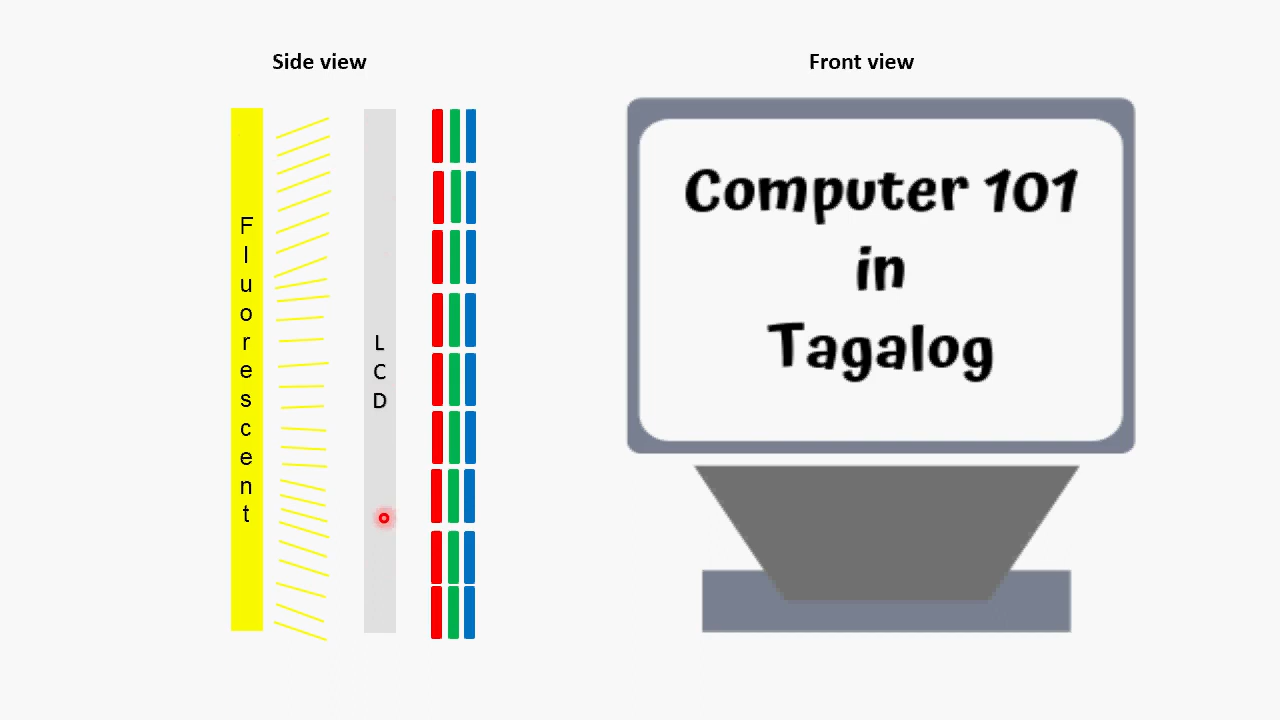 Side view
Front view
Fluorescent
LCD
Computer 101
in
Tagalog